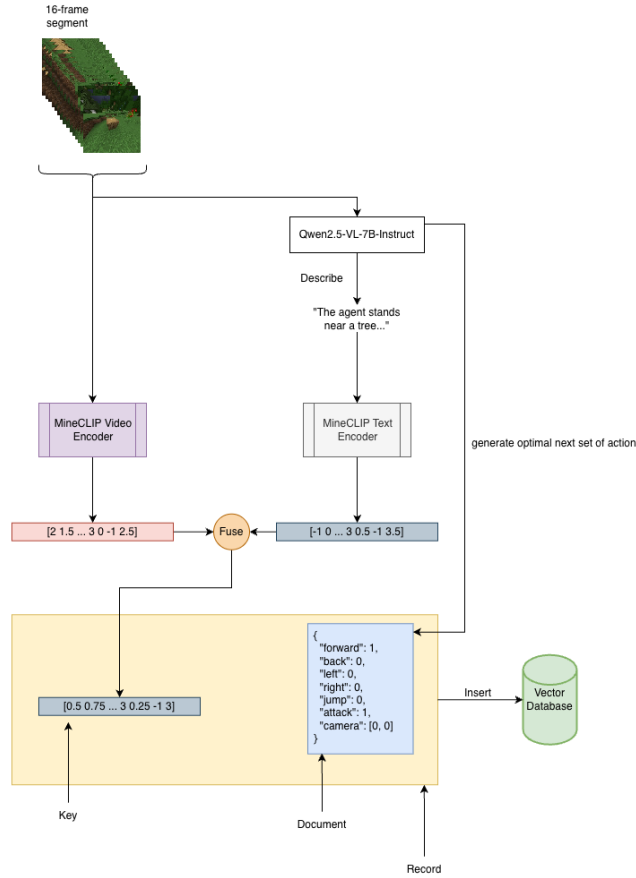 16-frame
segment
Qwen2.5-VL-7B-Instruct
Describe
"The agent stands
near a tree..."
MineCLIP Video
Encoder
MineCLIP Text
Encoder
generate optimal next set of action
[2 1.5 ... 3 0 -1 2.5]
Fuse
[-1 0 ... 3 0.5 -1 3.5]
{
"forward": 1,
"back": 0,
"left": 0,
"right": 0,
"jump": 0,
"attack": 1,
"camera": [0, 0]
}
[0.5 0.75 ... 3 0.25 -1 3]
Insert
Vector
Database
Key
Document
Record